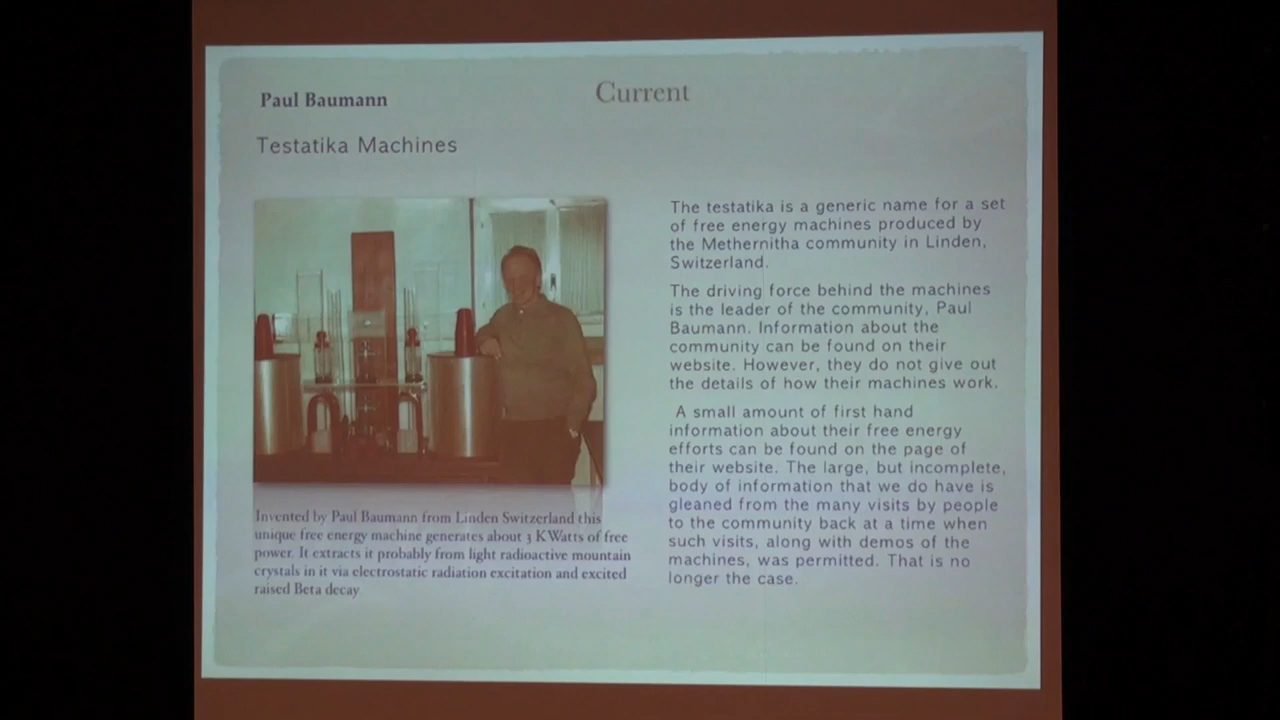 Paul Baumann
Current
Testatika Machines
The testatika is a generic name for a set
of free energy machines produced by
the Methernitha community in Linden,
Switzerland.
The driving force behind the machines
is the leader of the community, Paul
Baumann. Information about the
community can be found on their
website. However, they do not give out
the details of how their machines work.
A small amount of first hand
information about their free energy
efforts can be found on the page of
their website. The large, but incomplete,
body of information that we do have is
gleaned from the many visits by people
to the community back at a time when
such visits, along with demos of the
machines, was permitted. That is no
longer the case.
Invented by Paul Baumann from Linden Switzerland this
unique free energy machine generates about 3 KWatts of free
power. It extracts it probably from light radioactive mountain
crystals in it via electrostatic radiation excitation and excited
raised Beta decay